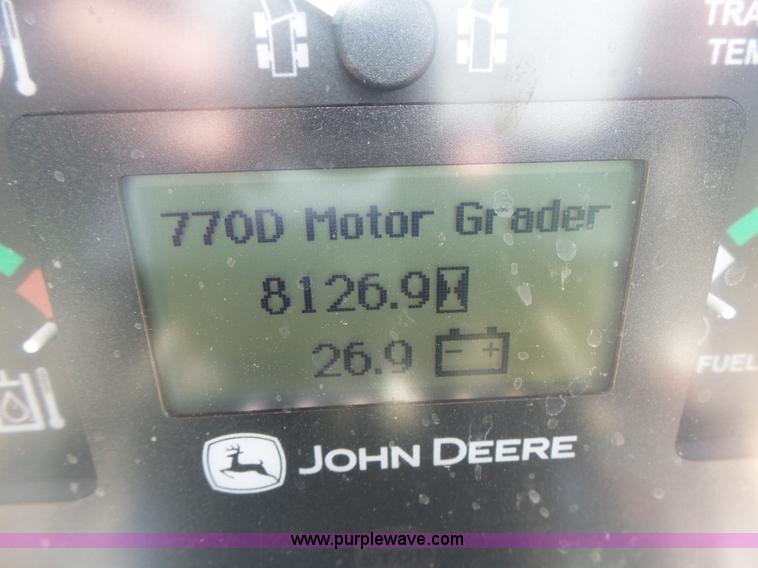 TRA
TEM
770D Motor Grader
8126.9
26.9
FUEL
JOHN DEERE
www.purplewave.com